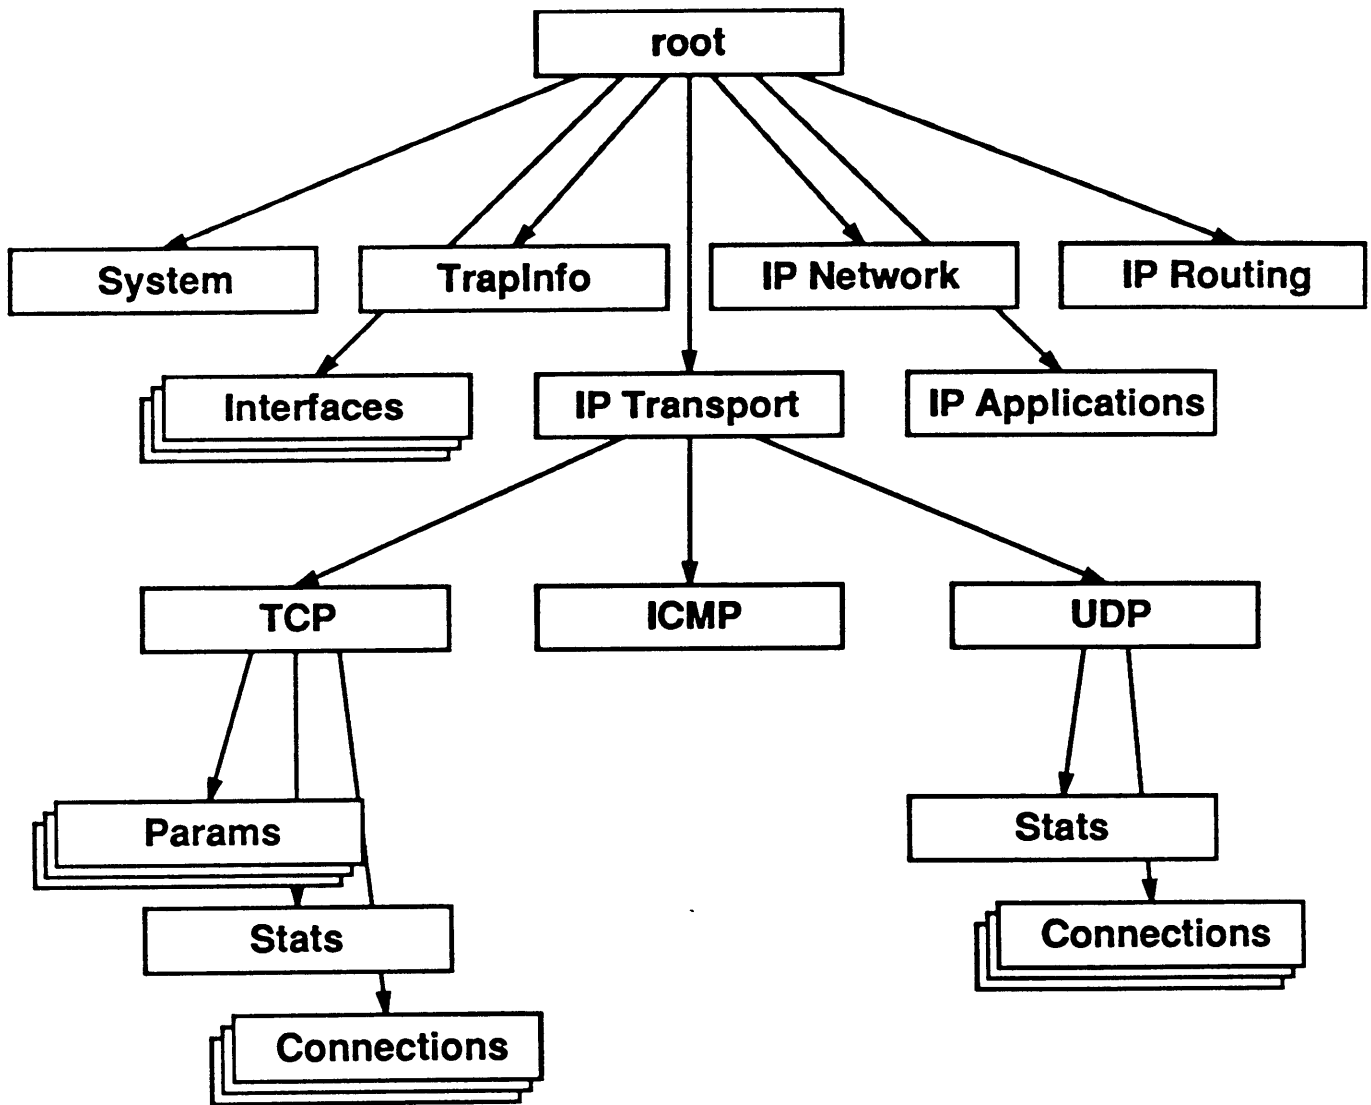 root
System
TrapInfo
IP Network
IP Routing
Interfaces
IP Transport
IP Applications
TCP
ICMP
UDP
Params
Stats
Stats
Connections
Connections